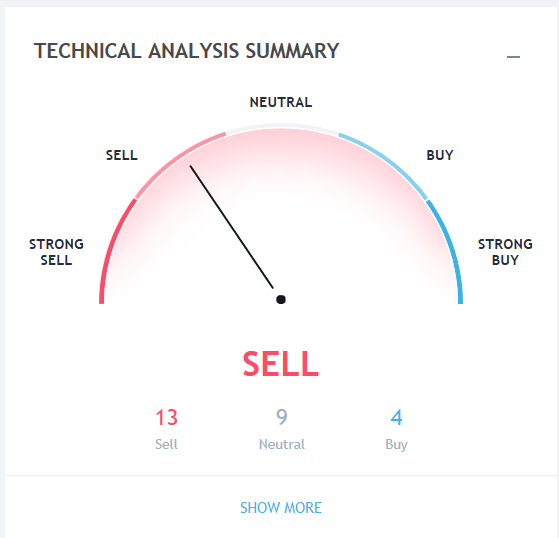 TECHNICAL ANALYSIS SUMMARY
NEUTRAL
SELL
BUY
STRONG
SELL
STRONG
BUY
SELL
13
9
4
Sell
Neutral
Buy
SHOW MORE